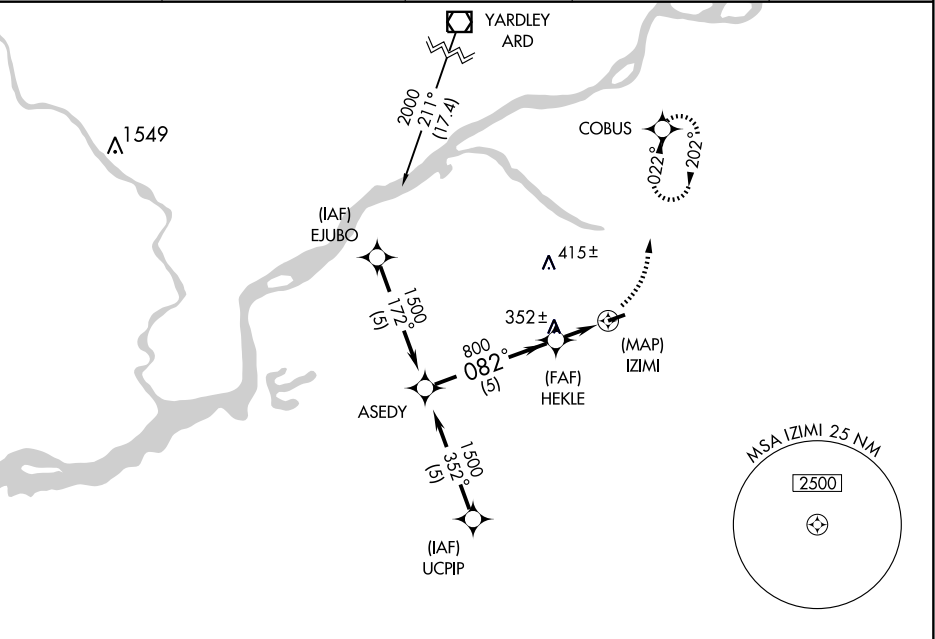 YARDLEY
ARD
2000
211°
(17.4)
1549
COBUS
022°
202°
(IAF)
EJUBO
415±
1500
172°
(5)
352±
800
082°
(5)
(MAP)
IZIMI
(FAF)
HEKLE
ASEDY
1500
352°
(5)
(IAF)
UCPIP
MSA IZIMI 25 NM
2500